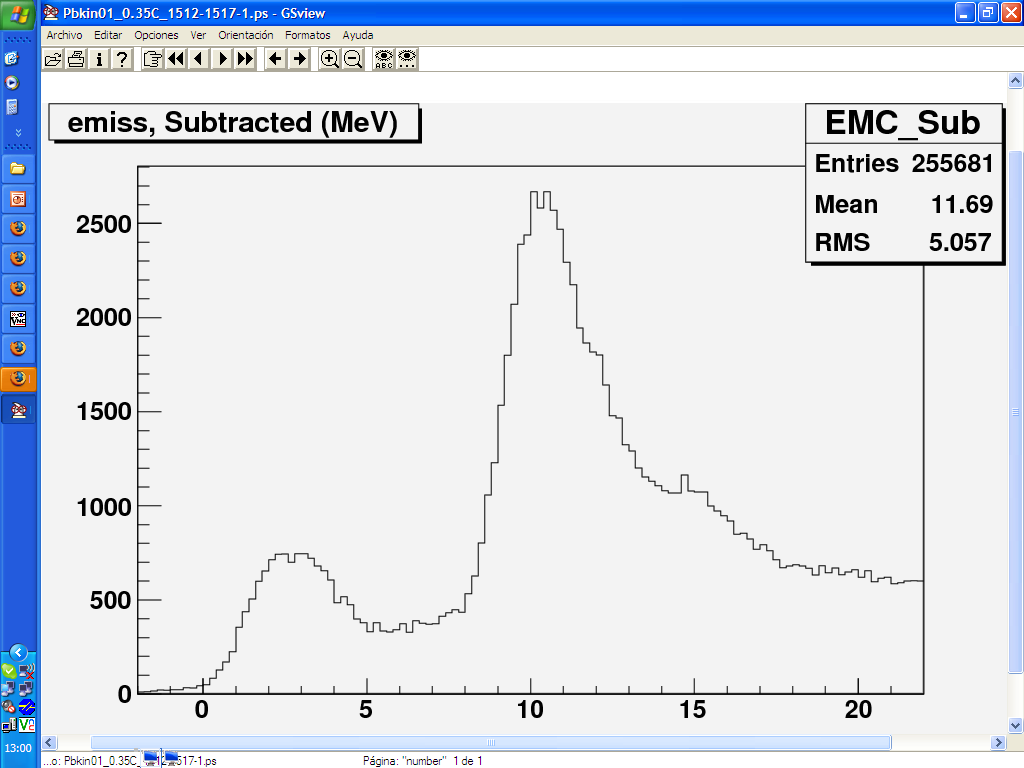 Pbkin01_0.35C_1512-1517-1.ps - GSview
Archivo Editar Opciones Ver Orientación Formatos Ayuda
emiss, Subtracted (MeV)
EMC_Sub
Entries 255681
Mean 11.69
RMS 5.057
2500
2000
1500
1000
500
0
0 5 10 15 20
13:00
Página: "number" 1 de 1